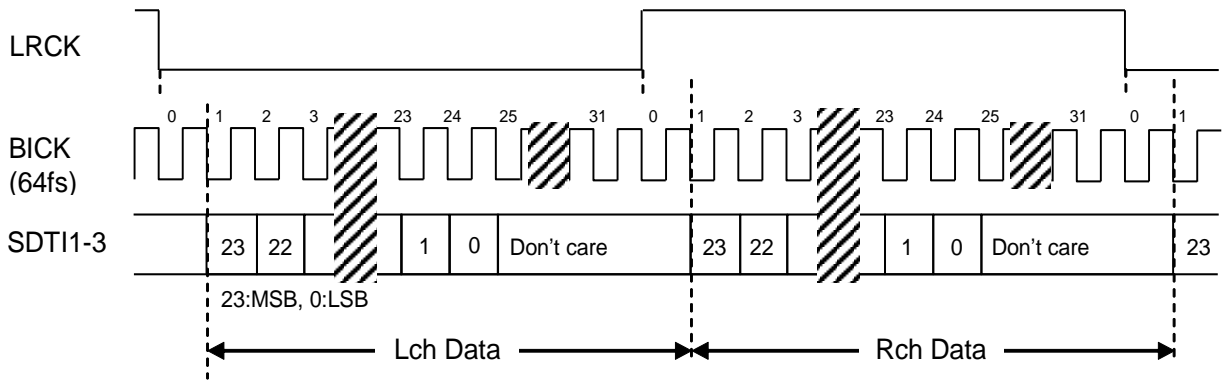 LRCK
0 1 2 3 23 24 25 31 0 1 2 3 23 24 25 31 0 1
BICK
(64fs)
SDTI1-3 23 22 1 0 Don't care 23 22 1 0 Don't care 23
23:MSB, 0:LSB
Lch Data Rch Data